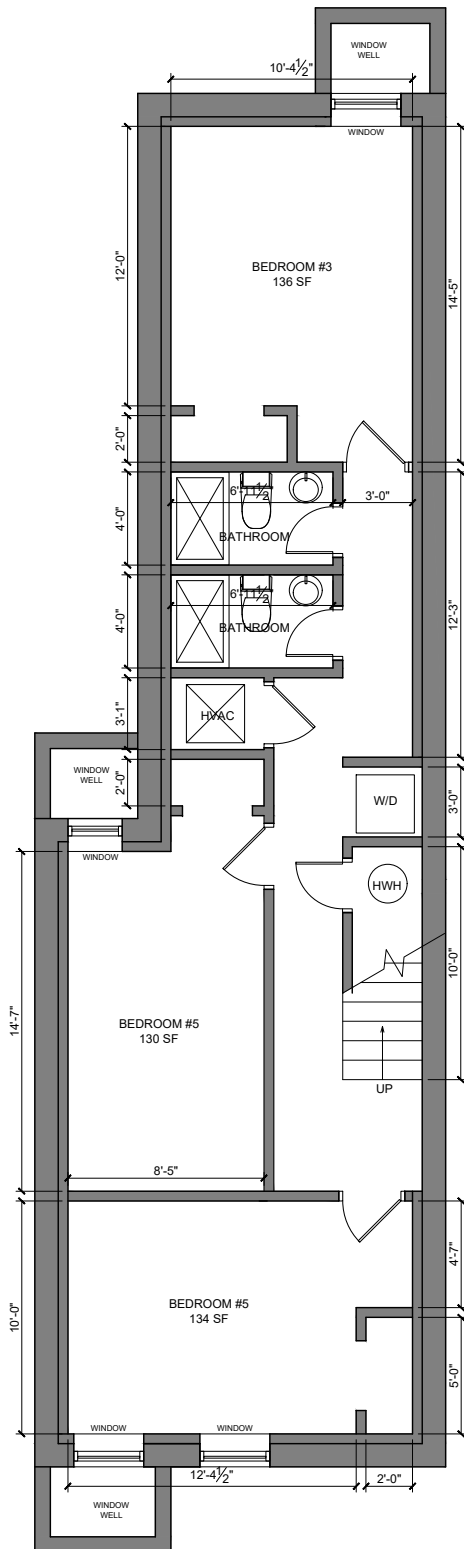 WINDOW
WELL
10'-4½"
WINDOW
12'-0"
14'-5"
BEDROOM #3
136 SF
2'-0"
4'-0"
6'-11½"
3'-0"
BATHROOM
12'-3"
4'-0"
6'-11½"
BATHROOM
3'-1"
HVAC
2'-0"
WINDOW
WELL
W/D
3'-0"
WINDOW
HWH
10'-0"
14'-7"
BEDROOM #5
130 SF
UP
8'-5"
4'-7"
10'-0"
BEDROOM #5
134 SF
5'-0"
WINDOW
WINDOW
12'-4½"
2'-0"
WINDOW
WELL